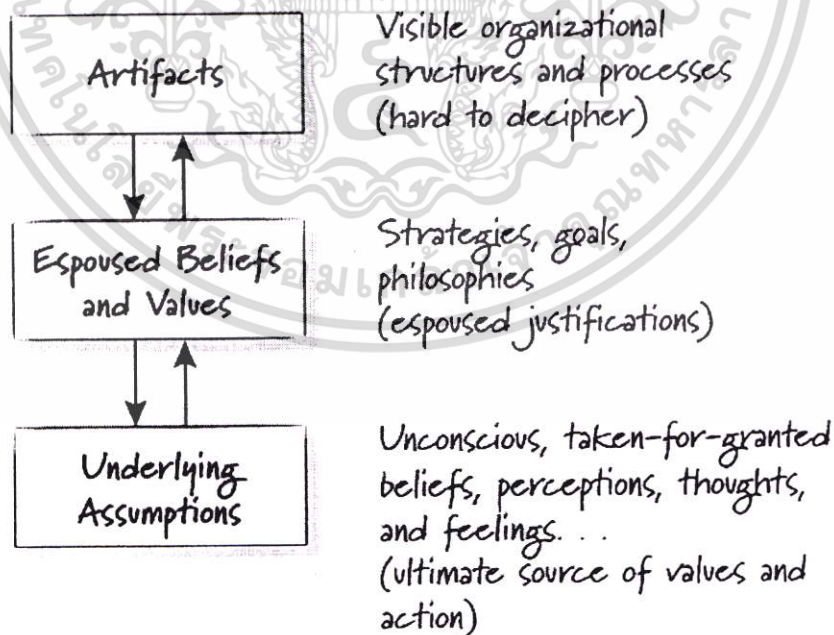 Artifacts
Visible organizational
structures and processes
(hard to decipher)
Espoused Beliefs
and Values
Strategies, goals,
philosophies
(espoused justifications)
Underlying
Assumptions
Unconscious, taken-for-granted
beliefs, perceptions, thoughts,
and feelings. . .
(ultimate source of values and
action)